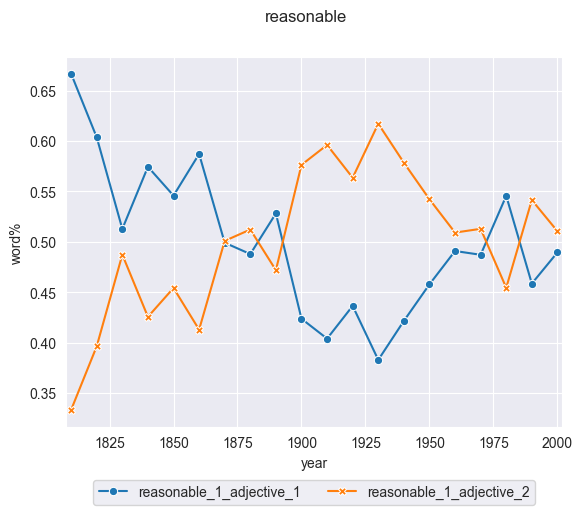 reasonable
0.65
0.60
0.55
0.50
0.45
0.40
0.35
word%
1825 1850 1875 1900 1925 1950 1975 2000
year
reasonable_1_adjective_1 reasonable_1_adjective_2